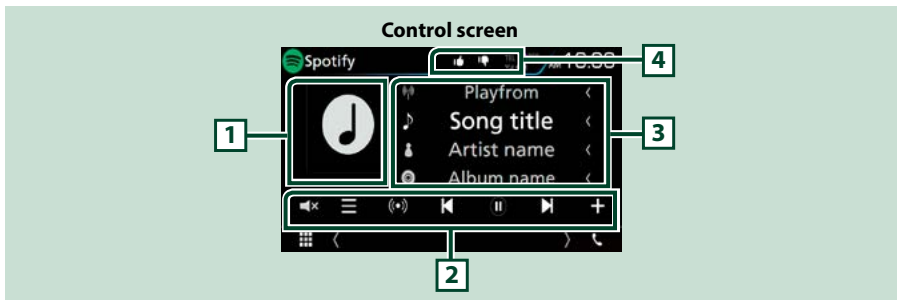 Control screen
Spotify
4
Playfrom
1
Song title
3
Artist name
Album name
2